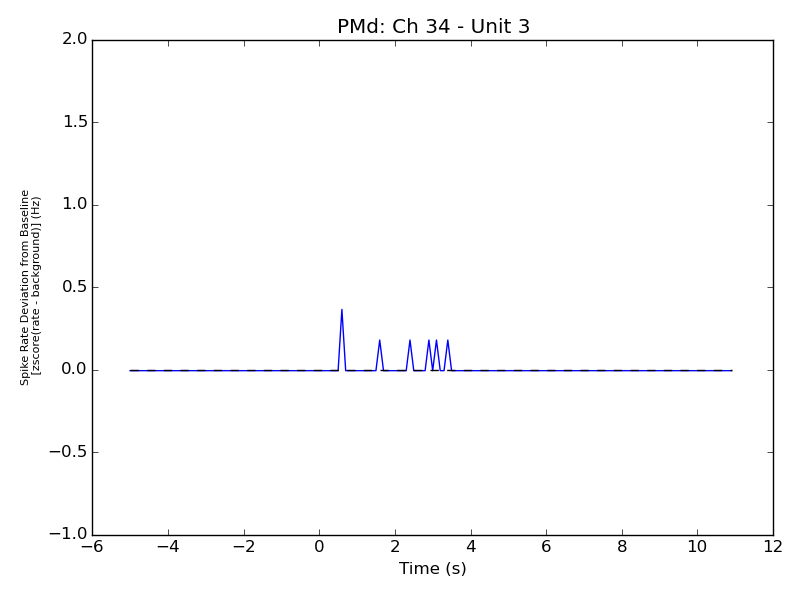 PMd: Ch 34 - Unit 3
2.0
1.5
1.0
0.5
0.0
−0.5
−1.0
Spike Rate Deviation from Baseline
[zscore(rate - background)] (Hz)
−6 −4 −2 0 2 4 6 8 10 12
Time (s)